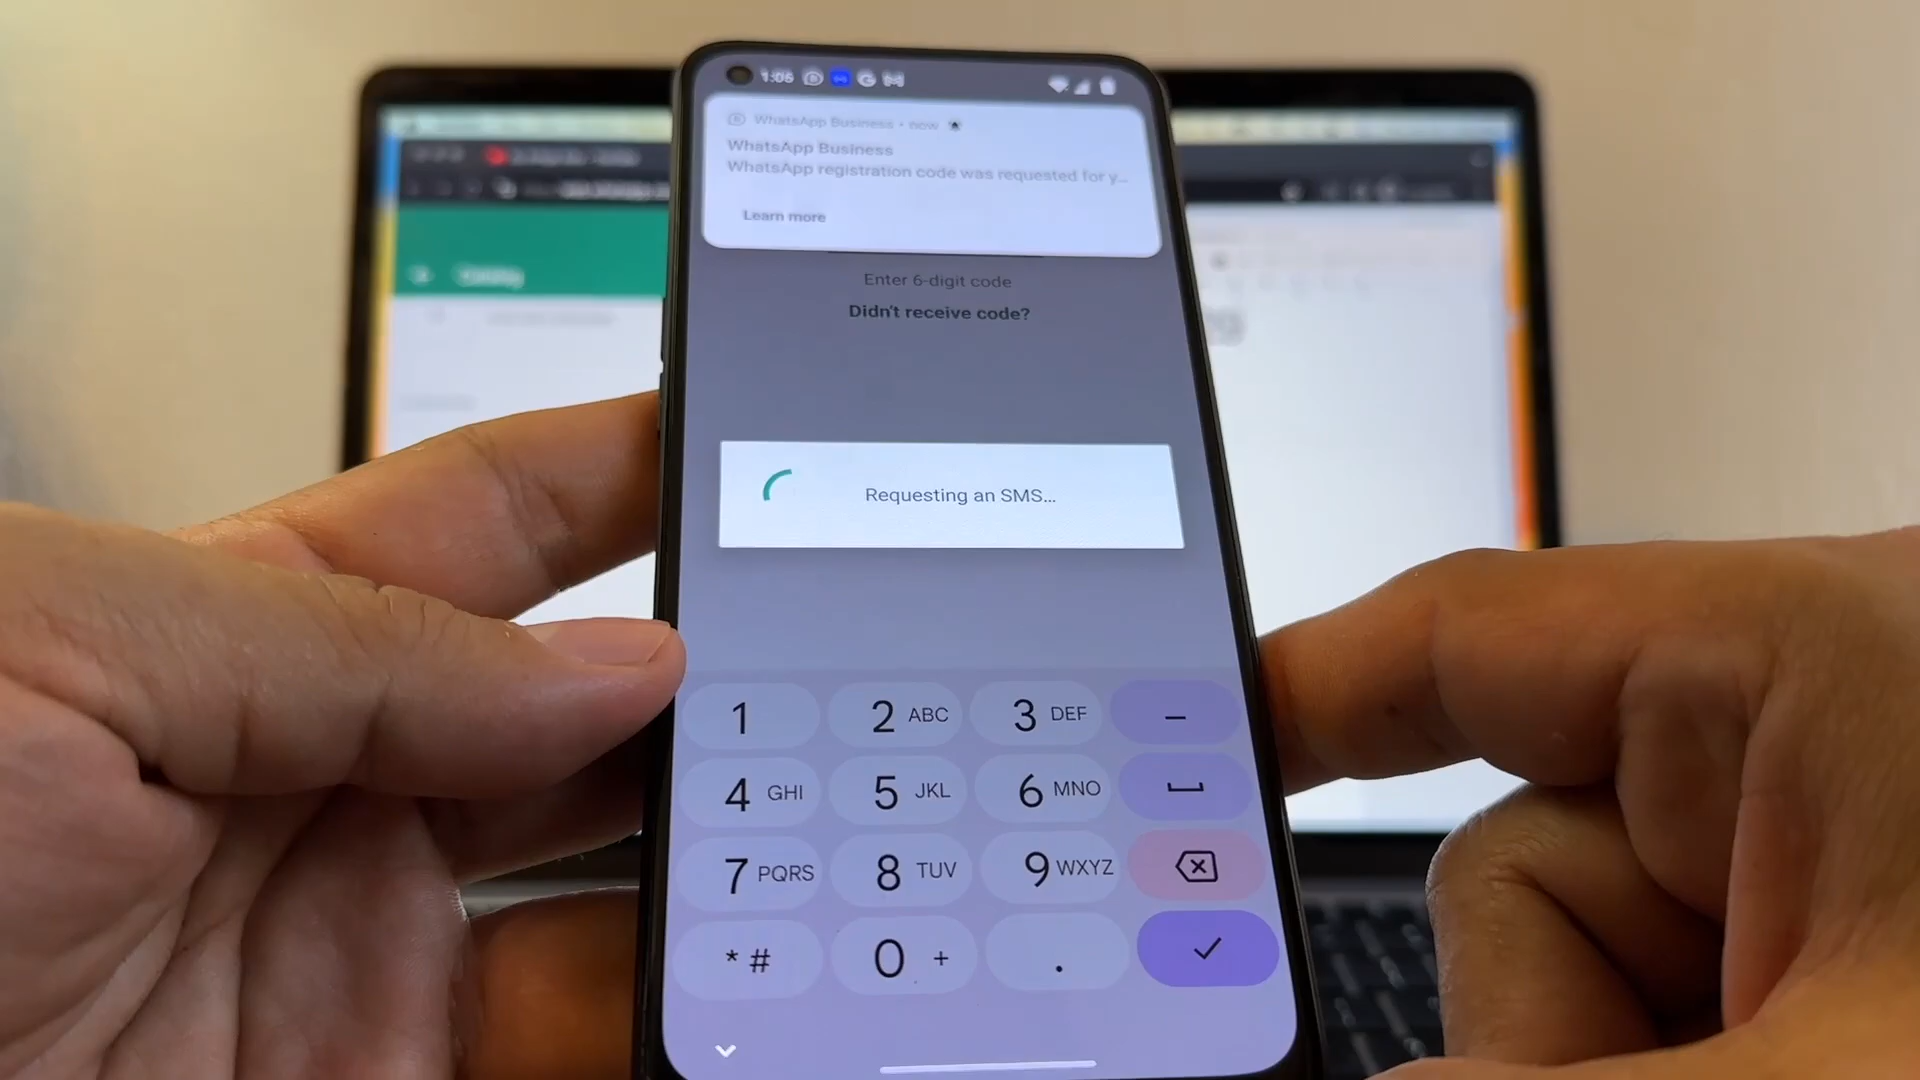 1:05
WhatsApp Business • now
WhatsApp Business
WhatsApp registration code was requested for y...
Learn more
Enter 6-digit code
Didn't receive code?
Requesting an SMS...
1
2 ABC
3 DEF
–
4 GHI
5 JKL
6 MNO
7 PQRS
8 TUV
9 WXYZ
* #
0 +
.